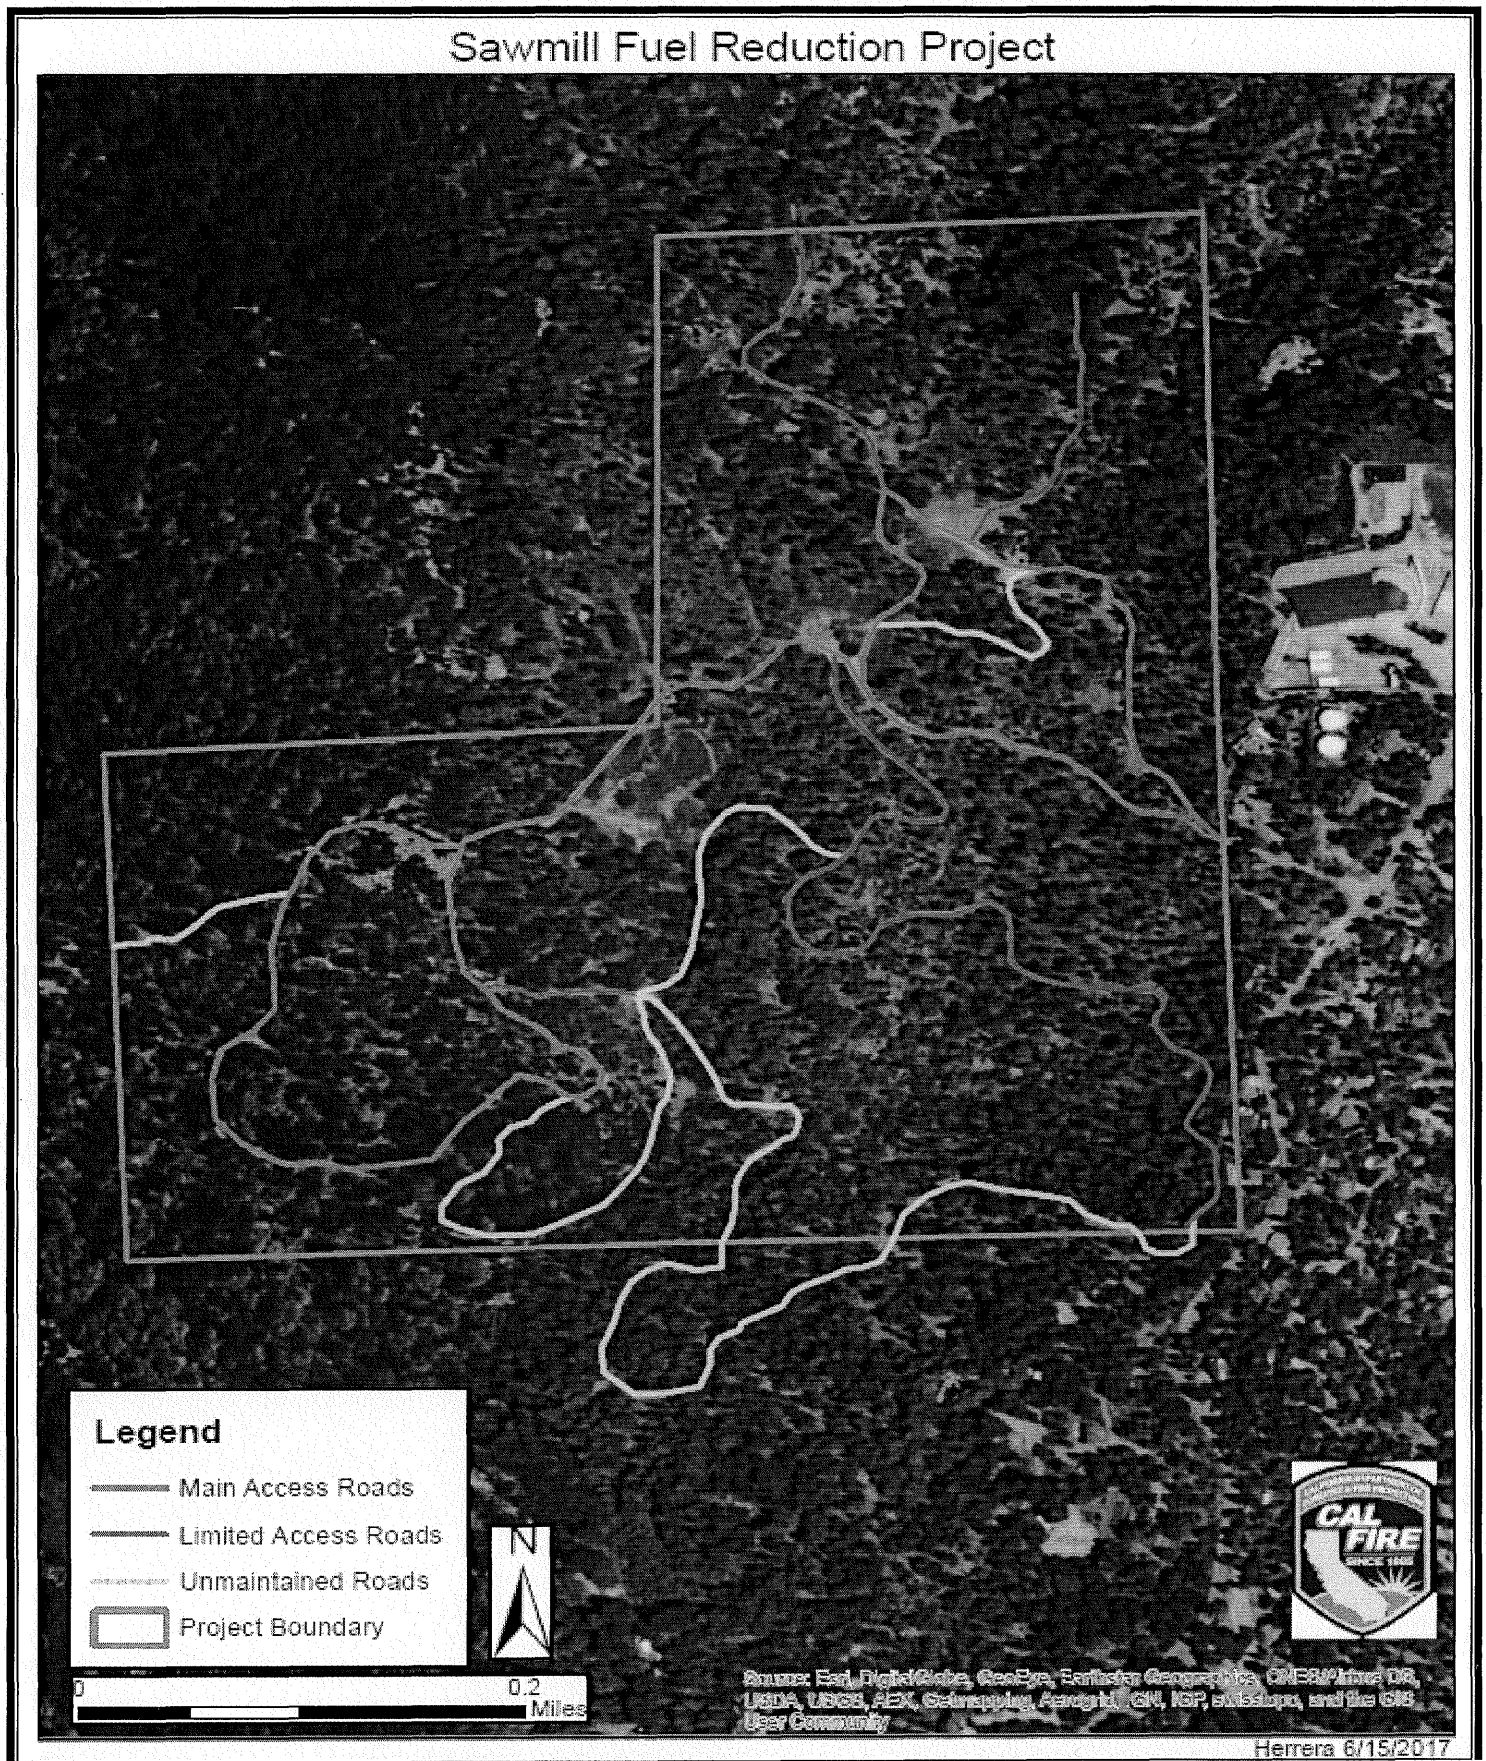 Sawmill Fuel Reduction Project
Legend
Main Access Roads
Limited Access Roads
Unmaintained Roads
Project Boundary
N
0 0.2
Miles
CAL
FIRE
SINCE 1885
Source: Esri, DigitalGlobe, GeoEye, Earthstar Geographics, CNES/Airbus DS,
USDA, USGS, AEX, Getmapping, Aerogrid, IGN, IGP, swisstopo, and the GIS
User Community
Herrera 6/15/2017